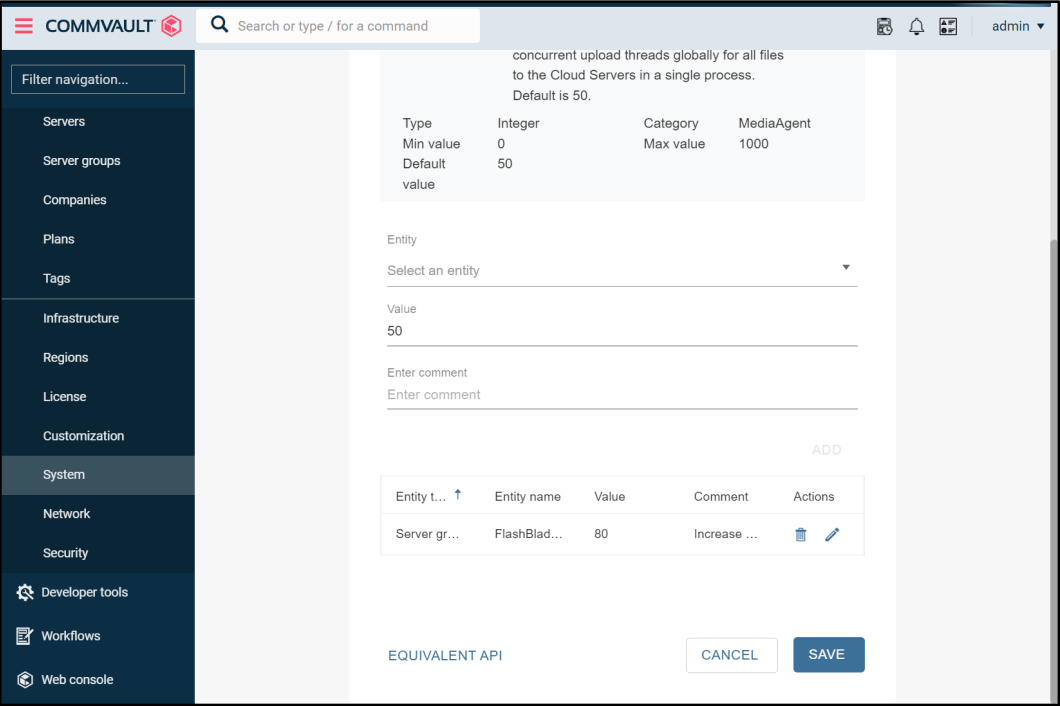 COMMVAULT
Search or type / for a command
admin
Filter navigation...
Servers
Server groups
Companies
Plans
Tags
Infrastructure
Regions
License
Customization
System
Network
Security
Developer tools
Workflows
Web console
concurrent upload threads globally for all files
to the Cloud Servers in a single process.
Default is 50.
Type Integer Category MediaAgent
Min value 0 Max value 1000
Default 50
value
Entity
Select an entity
Value
50
Enter comment
Enter comment
ADD
Entity t... Entity name Value Comment Actions
Server gr... FlashBlad... 80 Increase ...
EQUIVALENT API CANCEL SAVE